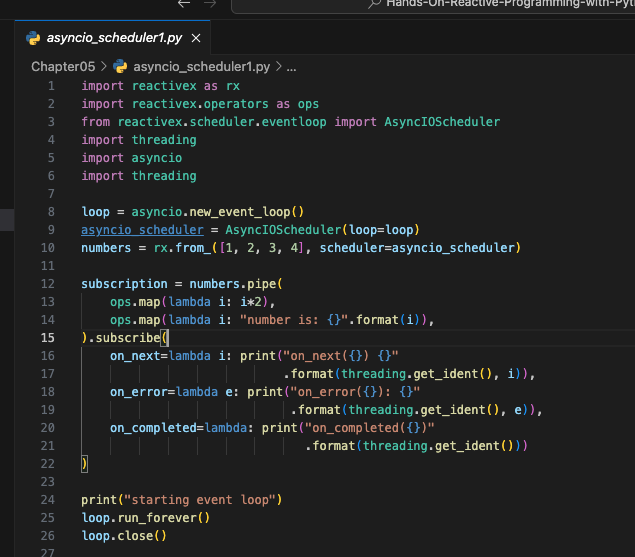 Hands-On-Reactive-Programming-with-Pyt
asyncio_scheduler1.py ×
Chapter05 > asyncio_scheduler1.py > ...
1 import reactivex as rx
2 import reactivex.operators as ops
3 from reactivex.scheduler.eventloop import AsyncIOScheduler
4 import threading
5 import asyncio
6 import threading
7
8 loop = asyncio.new_event_loop()
9 asyncio_scheduler = AsyncIOScheduler(loop=loop)
10 numbers = rx.from_([1, 2, 3, 4], scheduler=asyncio_scheduler)
11
12 subscription = numbers.pipe(
13     ops.map(lambda i: i*2),
14     ops.map(lambda i: "number is: {}".format(i)),
15 ).subscribe(
16     on_next=lambda i: print("on_next({}) {}"
17                             .format(threading.get_ident(), i)),
18     on_error=lambda e: print("on_error({}): {}"
19                              .format(threading.get_ident(), e)),
20     on_completed=lambda: print("on_completed({})"
21                                .format(threading.get_ident()))
22 )
23
24 print("starting event loop")
25 loop.run_forever()
26 loop.close()
27